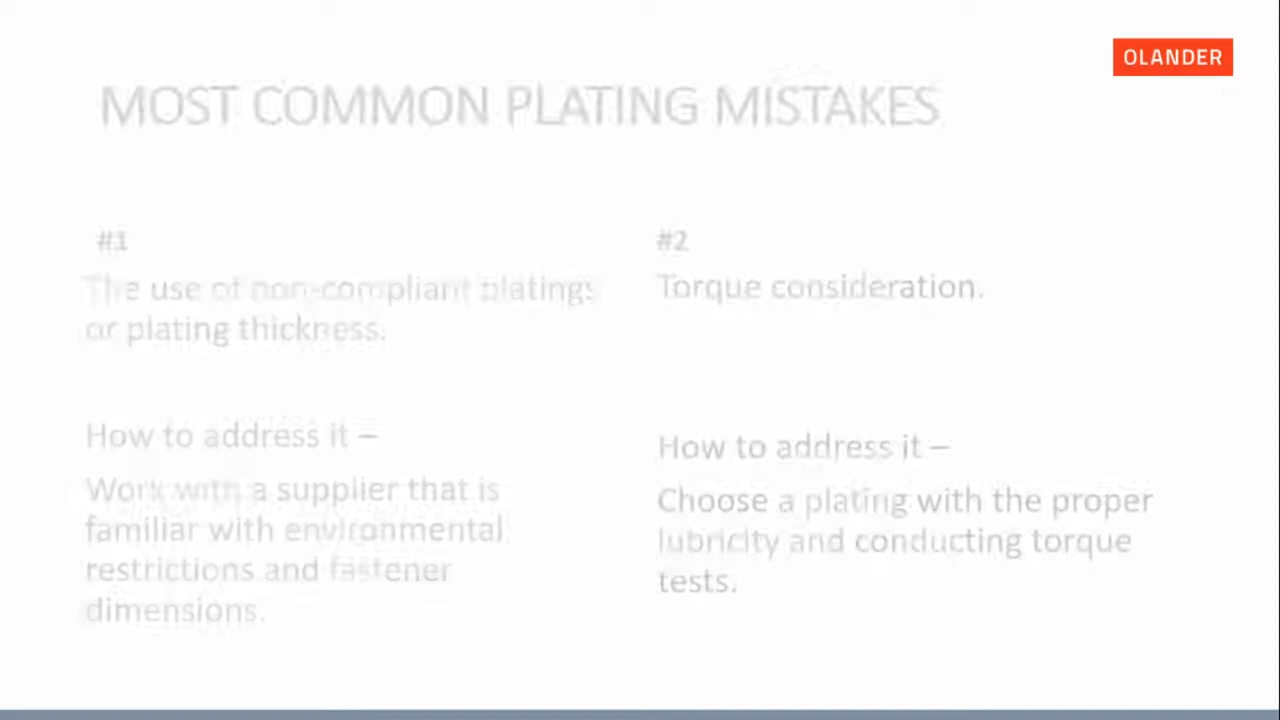 OLANDER
MOST COMMON PLATING MISTAKES
#1
The use of non-compliant platings
or plating thickness.
How to address it –
Work with a supplier that is
familiar with environmental
restrictions and fastener
dimensions.
#2
Torque consideration.
How to address it –
Choose a plating with the proper
lubricity and conducting torque
tests.